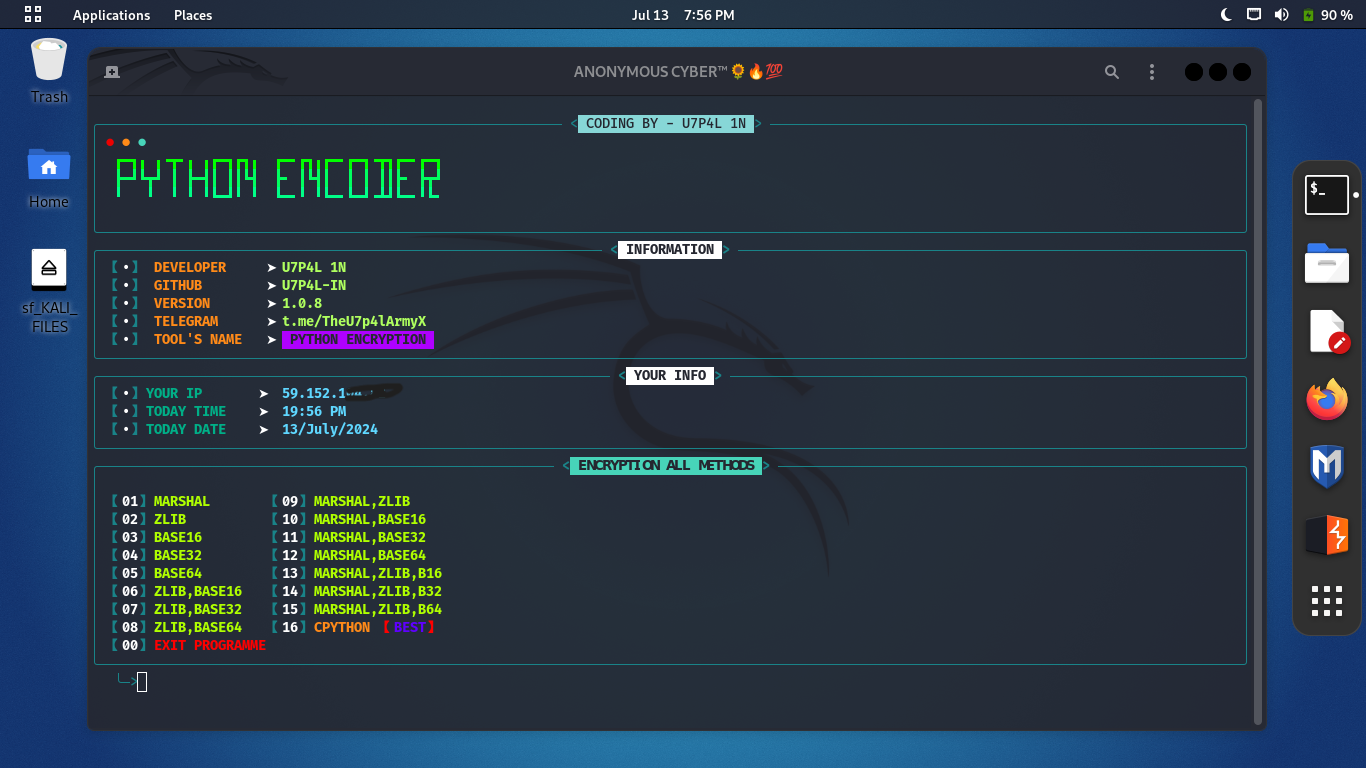 Applications Places Jul 13 7:56 PM 90 %
Trash
Home
sf_KALI_
FILES
ANONYMOUS CYBER™🌻🔥💯
<CODING BY - U7P4L 1N>
PYTHON ENCODER
<INFORMATION>
【•】 DEVELOPER ➤ U7P4L 1N
【•】 GITHUB ➤ U7P4L-IN
【•】 VERSION ➤ 1.0.8
【•】 TELEGRAM ➤ t.me/TheU7p4lArmyX
【•】 TOOL'S NAME ➤ PYTHON ENCRYPTION
<YOUR INFO>
【•】YOUR IP ➤ 59.152.1
【•】TODAY TIME ➤ 19:56 PM
【•】TODAY DATE ➤ 13/July/2024
<ENCRYPTION ALL METHODS>
【01】MARSHAL 【09】MARSHAL,ZLIB
【02】ZLIB 【10】MARSHAL,BASE16
【03】BASE16 【11】MARSHAL,BASE32
【04】BASE32 【12】MARSHAL,BASE64
【05】BASE64 【13】MARSHAL,ZLIB,B16
【06】ZLIB,BASE16 【14】MARSHAL,ZLIB,B32
【07】ZLIB,BASE32 【15】MARSHAL,ZLIB,B64
【08】ZLIB,BASE64 【16】CPYTHON 【BEST】
【00】EXIT PROGRAMME
╰─>
$_